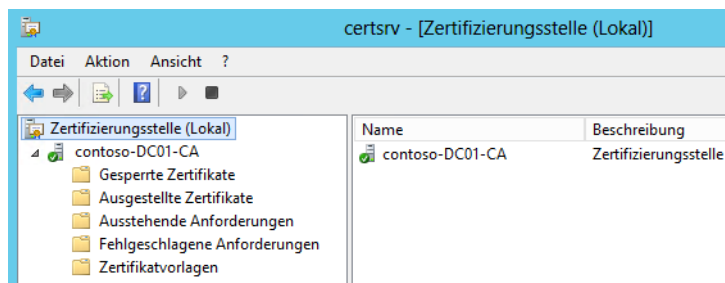 certsrv - [Zertifizierungsstelle (Lokal)]
Datei Aktion Ansicht ?
Zertifizierungsstelle (Lokal)
contoso-DC01-CA
Gesperrte Zertifikate
Ausgestellte Zertifikate
Ausstehende Anforderungen
Fehlgeschlagene Anforderungen
Zertifikatvorlagen
Name Beschreibung
contoso-DC01-CA Zertifizierungsstelle